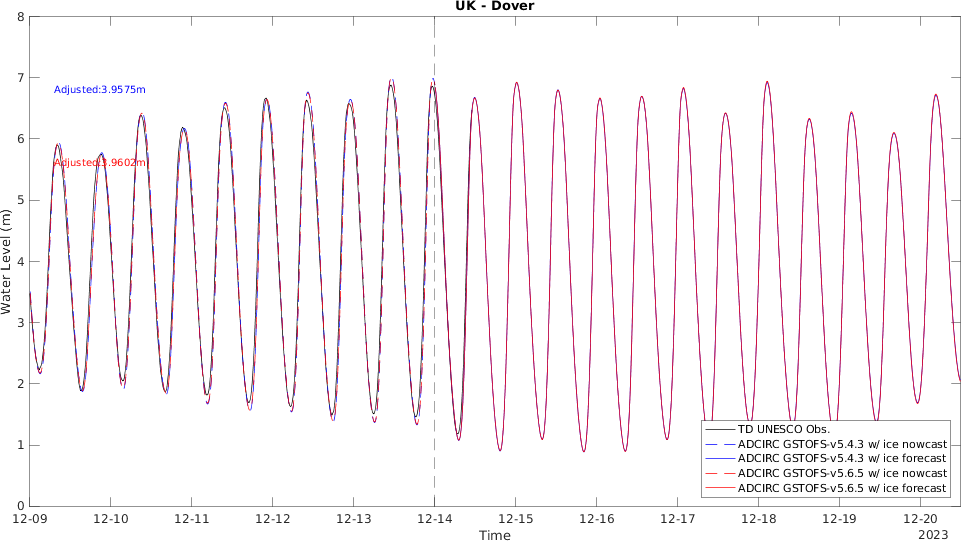 UK - Dover
8
7
6
5
4
3
2
1
0
Water Level (m)
Adjusted:3.9575m
Adjusted:3.9602m
TD UNESCO Obs.
ADCIRC GSTOFS-v5.4.3 w/ ice nowcast
ADCIRC GSTOFS-v5.4.3 w/ ice forecast
ADCIRC GSTOFS-v5.6.5 w/ ice nowcast
ADCIRC GSTOFS-v5.6.5 w/ ice forecast
12-09 12-10 12-11 12-12 12-13 12-14 12-15 12-16 12-17 12-18 12-19 12-20
Time
2023